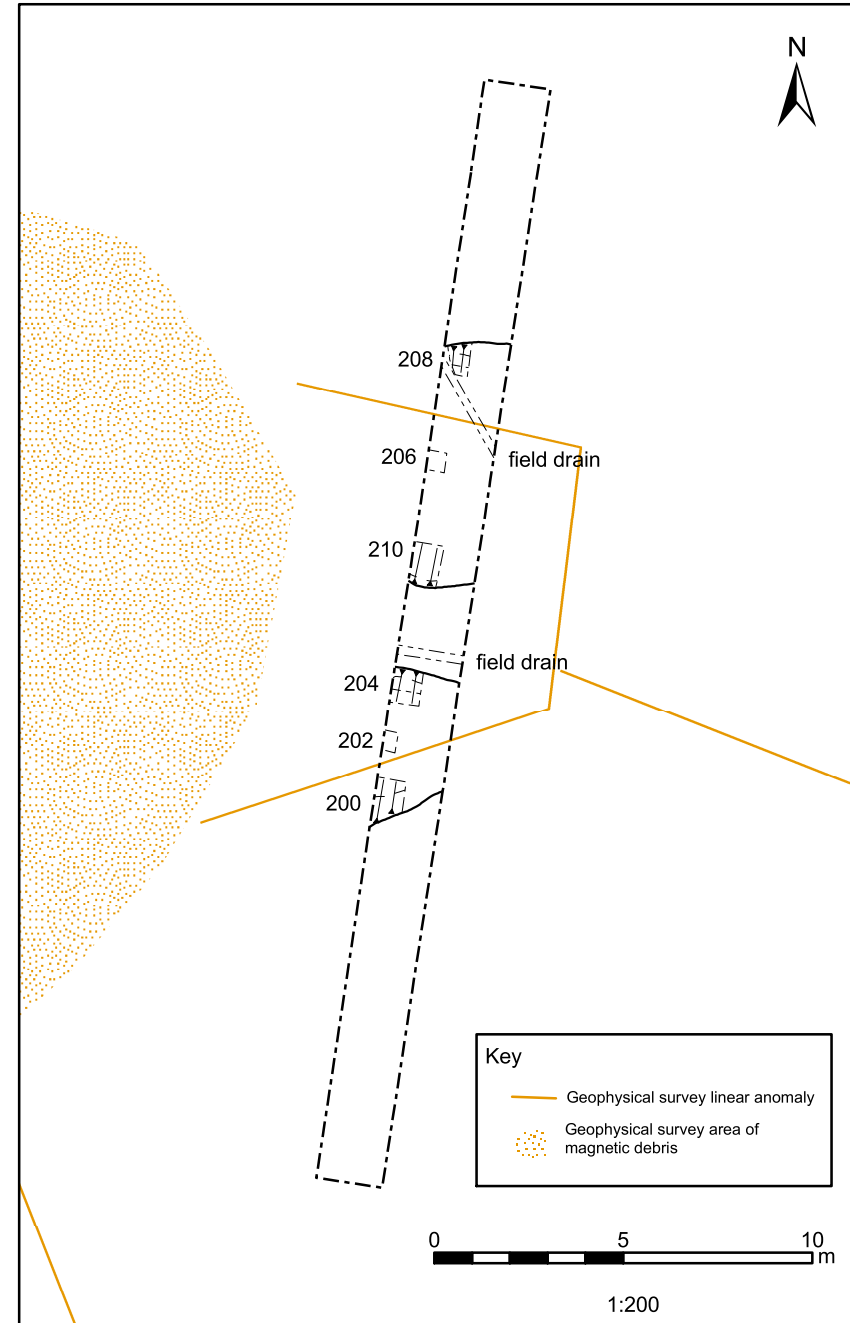 N
208
206
field drain
210
field drain
204
202
200
Key
Geophysical survey linear anomaly
Geophysical survey area of
magnetic debris
0 5 10
m
1:200